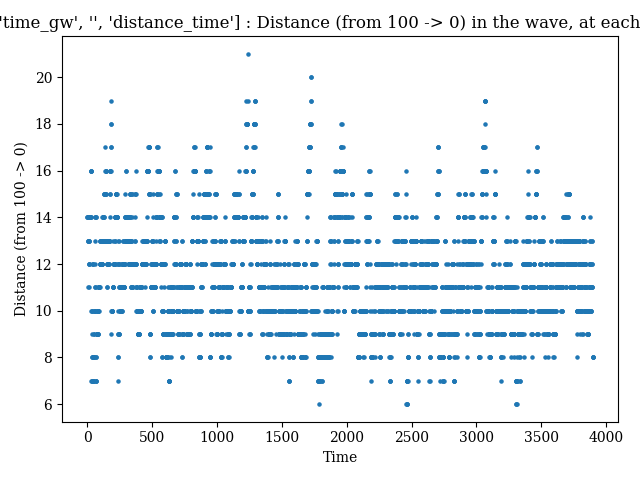 'time_gw', '', 'distance_time'] : Distance (from 100 -> 0) in the wave, at each
Distance (from 100 -> 0)
20
18
16
14
12
10
8
6
0 500 1000 1500 2000 2500 3000 3500 4000
Time